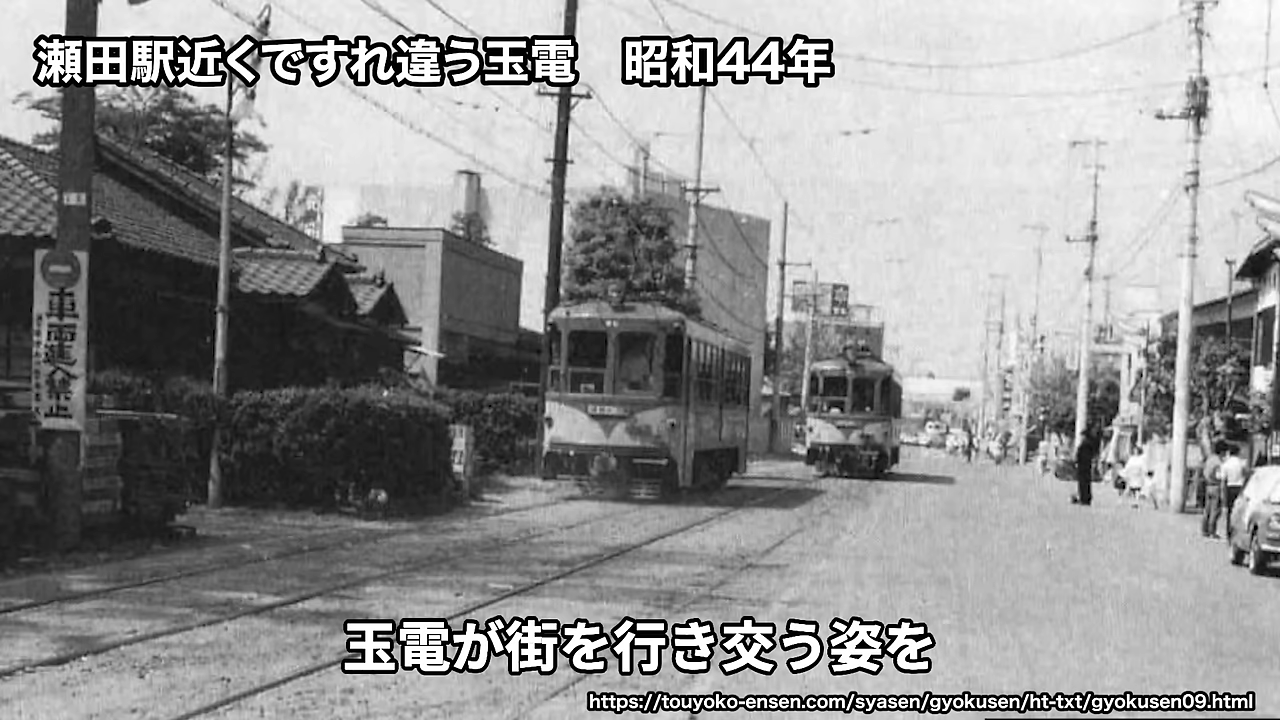 瀬田駅近くですれ違う玉電　昭和44年
車両進入禁止
玉電が街を行き交う姿を
https://touyoko-ensen.com/syasen/gyokusen/ht-txt/gyokusen09.html